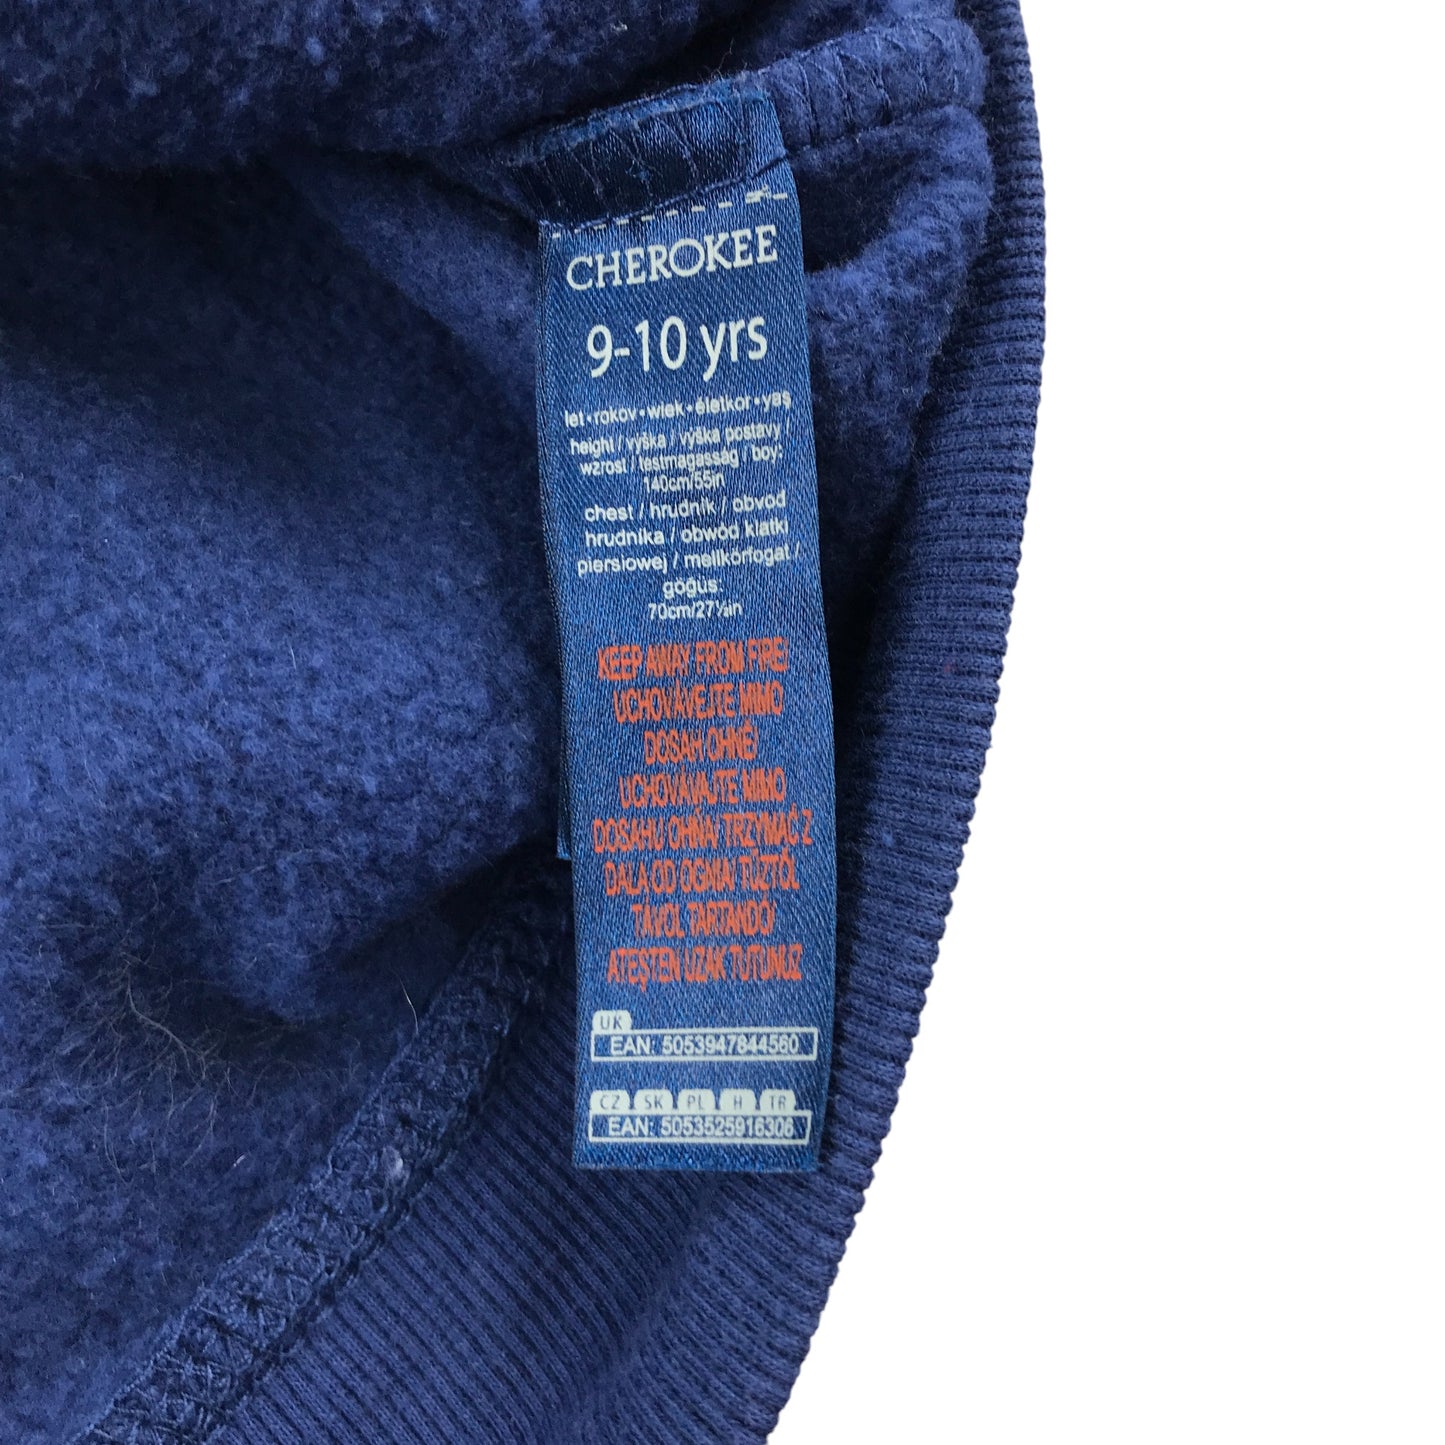 CHEROKEE
9-10 yrs
let • rokov • wiek • életkor • yaş
height / výška / výška postavy
wzrost / testmagasság / boy:
140cm/55in
chest / hrudník / obvod
hrudníka / obwód klatki
piersiowej / mellkörfogat /
göğüs:
70cm/27½in
KEEP AWAY FROM FIRE/
UCHOVÁVEJTE MIMO
DOSAH OHNĚ/
UCHOVÁVAJTE MIMO
DOSAHU OHŇA/ TRZYMAĆ Z
DALA OD OGNIA/ TŰZTŐL
TÁVOL TARTANDÓ/
ATEŞTEN UZAK TUTUNUZ
UK
EAN: 5053947844560
CZ SK PL H TR
EAN: 5053525916306